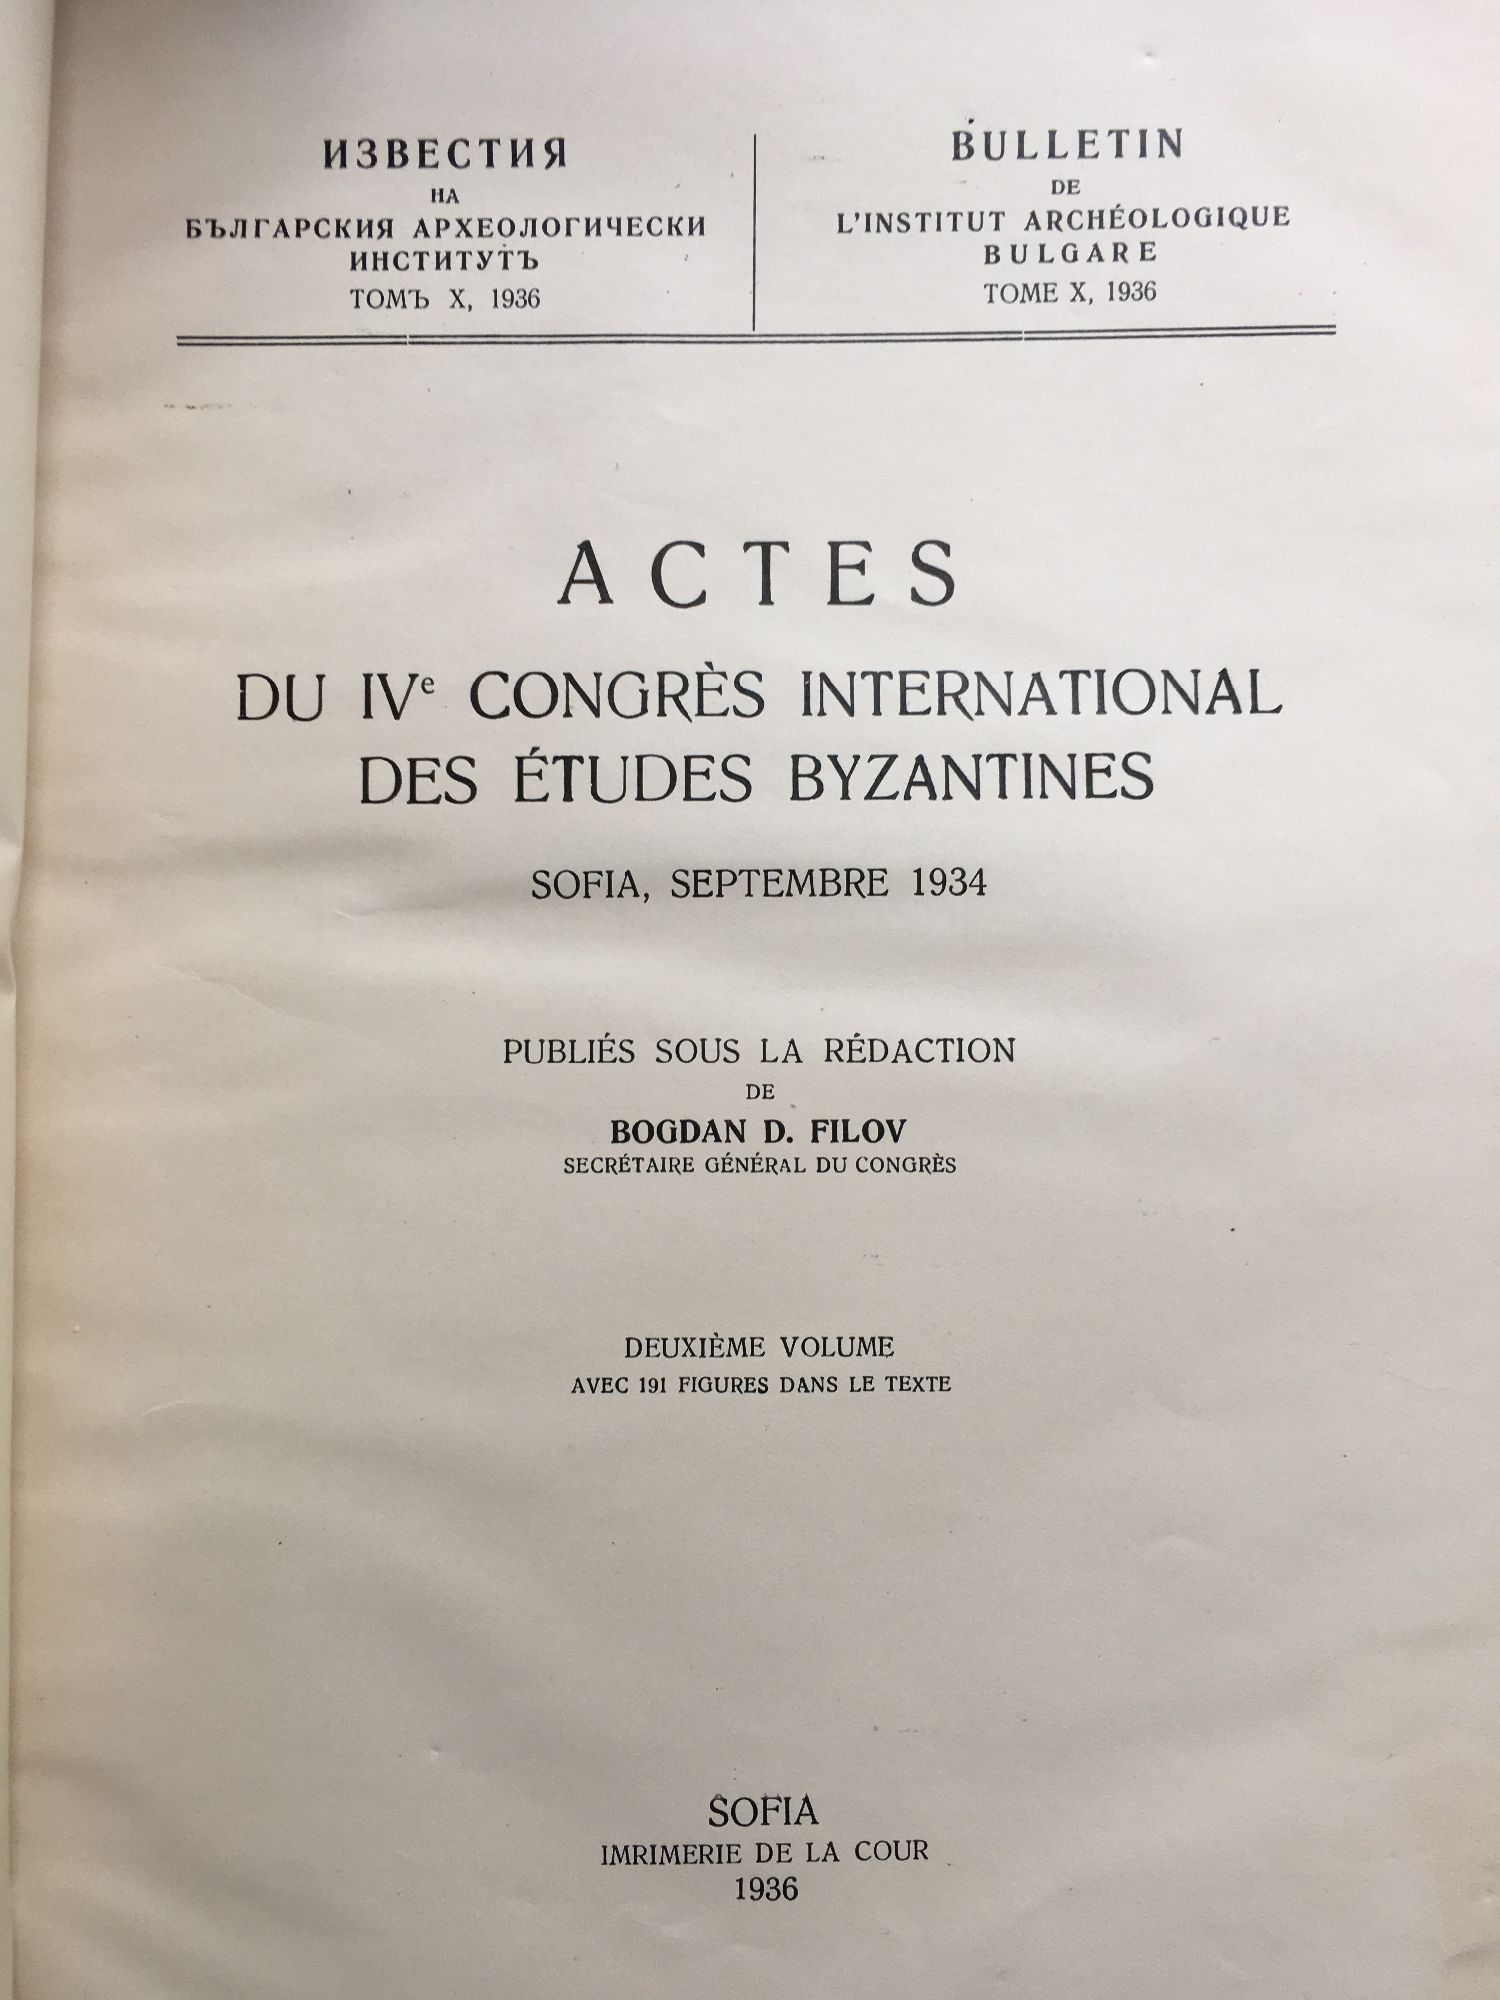 ИЗВЕСТИЯ
НА
БЪЛГАРСКИЯ АРХЕОЛОГИЧЕСКИ
ИНСТИТУТЪ
ТОМЪ X, 1936
BULLETIN
DE
L'INSTITUT ARCHÉOLOGIQUE
BULGARE
TOME X, 1936
ACTES
DU IVe CONGRÈS INTERNATIONAL
DES ÉTUDES BYZANTINES
SOFIA, SEPTEMBRE 1934
PUBLIÉS SOUS LA RÉDACTION
DE
BOGDAN D. FILOV
SECRÉTAIRE GÉNÉRAL DU CONGRÈS
DEUXIÈME VOLUME
AVEC 191 FIGURES DANS LE TEXTE
SOFIA
IMRIMERIE DE LA COUR
1936